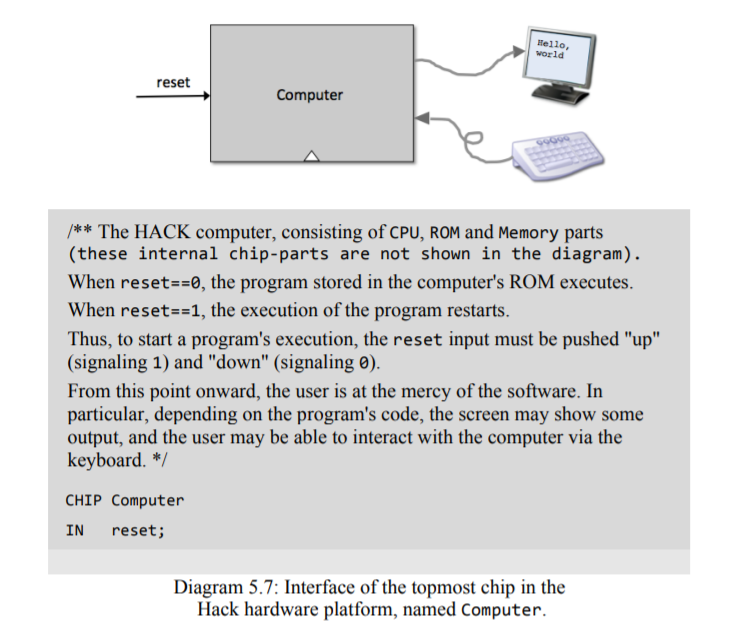 Hello,
world
reset
Computer
/** The HACK computer, consisting of CPU, ROM and Memory parts
(these internal chip-parts are not shown in the diagram).
When reset==0, the program stored in the computer's ROM executes.
When reset==1, the execution of the program restarts.
Thus, to start a program's execution, the reset input must be pushed "up"
(signaling 1) and "down" (signaling 0).
From this point onward, the user is at the mercy of the software. In
particular, depending on the program's code, the screen may show some
output, and the user may be able to interact with the computer via the
keyboard. */
CHIP Computer
IN reset;
Diagram 5.7: Interface of the topmost chip in the
Hack hardware platform, named Computer.